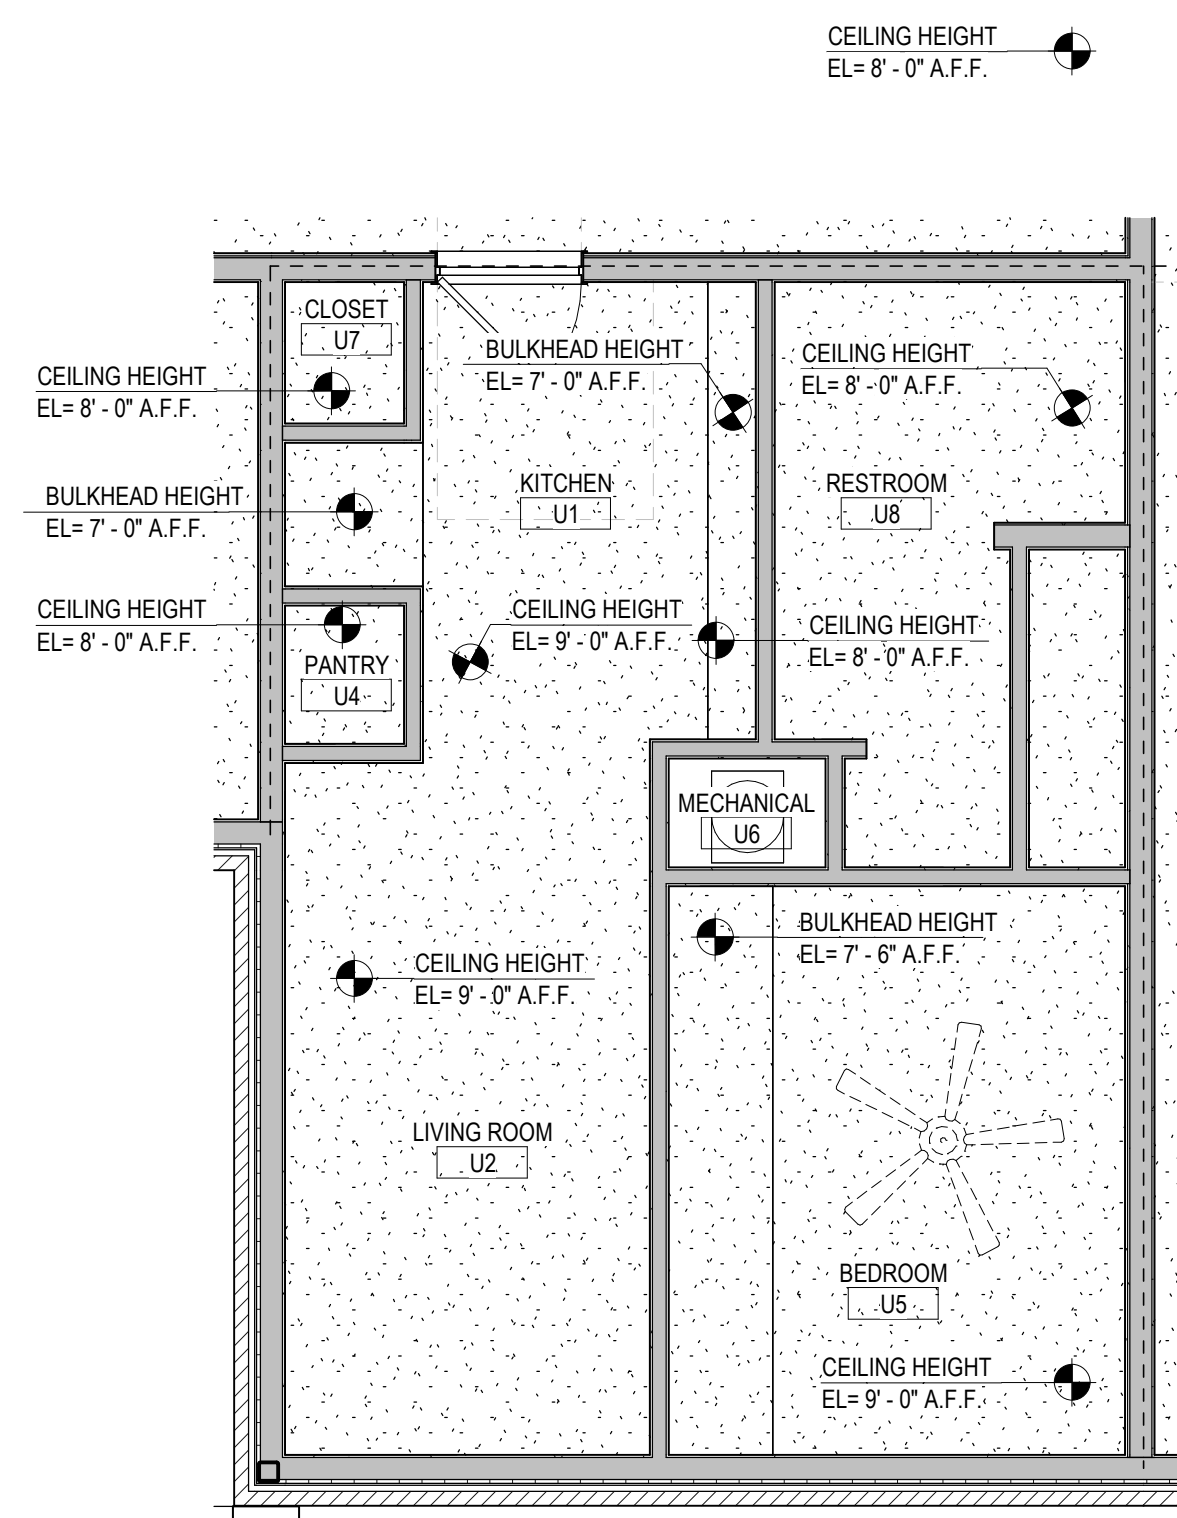 CEILING HEIGHT
EL= 8' - 0" A.F.F.
CLOSET
U7
BULKHEAD HEIGHT
EL= 7' - 0" A.F.F.
CEILING HEIGHT
EL= 8' - 0" A.F.F.
CEILING HEIGHT
EL= 8' - 0" A.F.F.
KITCHEN
U1
RESTROOM
U8
BULKHEAD HEIGHT
EL= 7' - 0" A.F.F.
CEILING HEIGHT
EL= 8' - 0" A.F.F.
CEILING HEIGHT
EL= 9' - 0" A.F.F.
CEILING HEIGHT
EL= 8' - 0" A.F.F.
PANTRY
U4
MECHANICAL
U6
BULKHEAD HEIGHT
EL= 7' - 6" A.F.F.
CEILING HEIGHT
EL= 9' - 0" A.F.F.
LIVING ROOM
U2
BEDROOM
U5
CEILING HEIGHT
EL= 9' - 0" A.F.F.